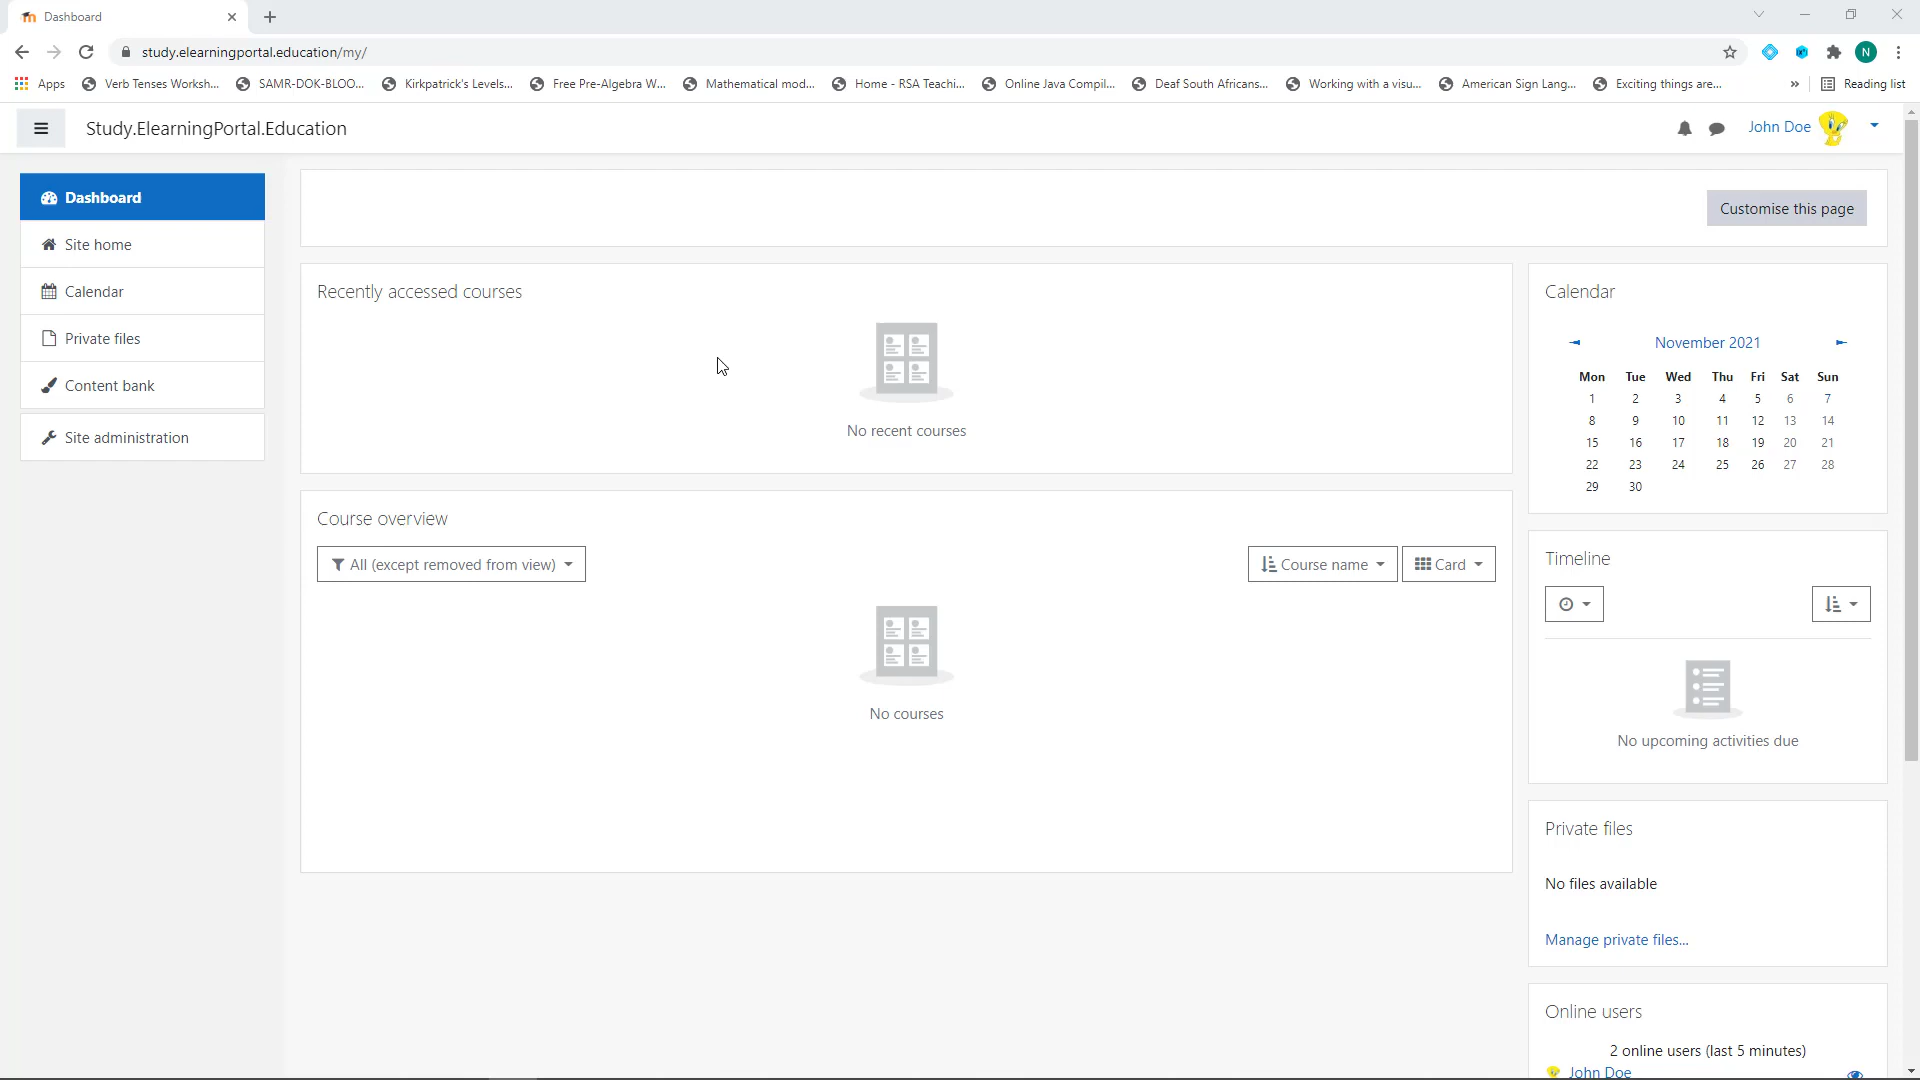 Dashboard
study.elearningportal.education/my/
N
Apps
Verb Tenses Worksh...
SAMR-DOK-BLOO...
Kirkpatrick's Levels...
Free Pre-Algebra W...
Mathematical mod...
Home - RSA Teachi...
Online Java Compil...
Deaf South Africans...
Working with a visu...
American Sign Lang...
Exciting things are...
»
Reading list
Study.ElearningPortal.Education
John Doe
Dashboard
Site home
Calendar
Private files
Content bank
Site administration
Customise this page
Recently accessed courses
No recent courses
Course overview
All (except removed from view)
Course name
Card
No courses
Calendar
November 2021
Mon Tue Wed Thu Fri Sat Sun
1 2 3 4 5 6 7
8 9 10 11 12 13 14
15 16 17 18 19 20 21
22 23 24 25 26 27 28
29 30
Timeline
No upcoming activities due
Private files
No files available
Manage private files...
Online users
2 online users (last 5 minutes)
John Doe